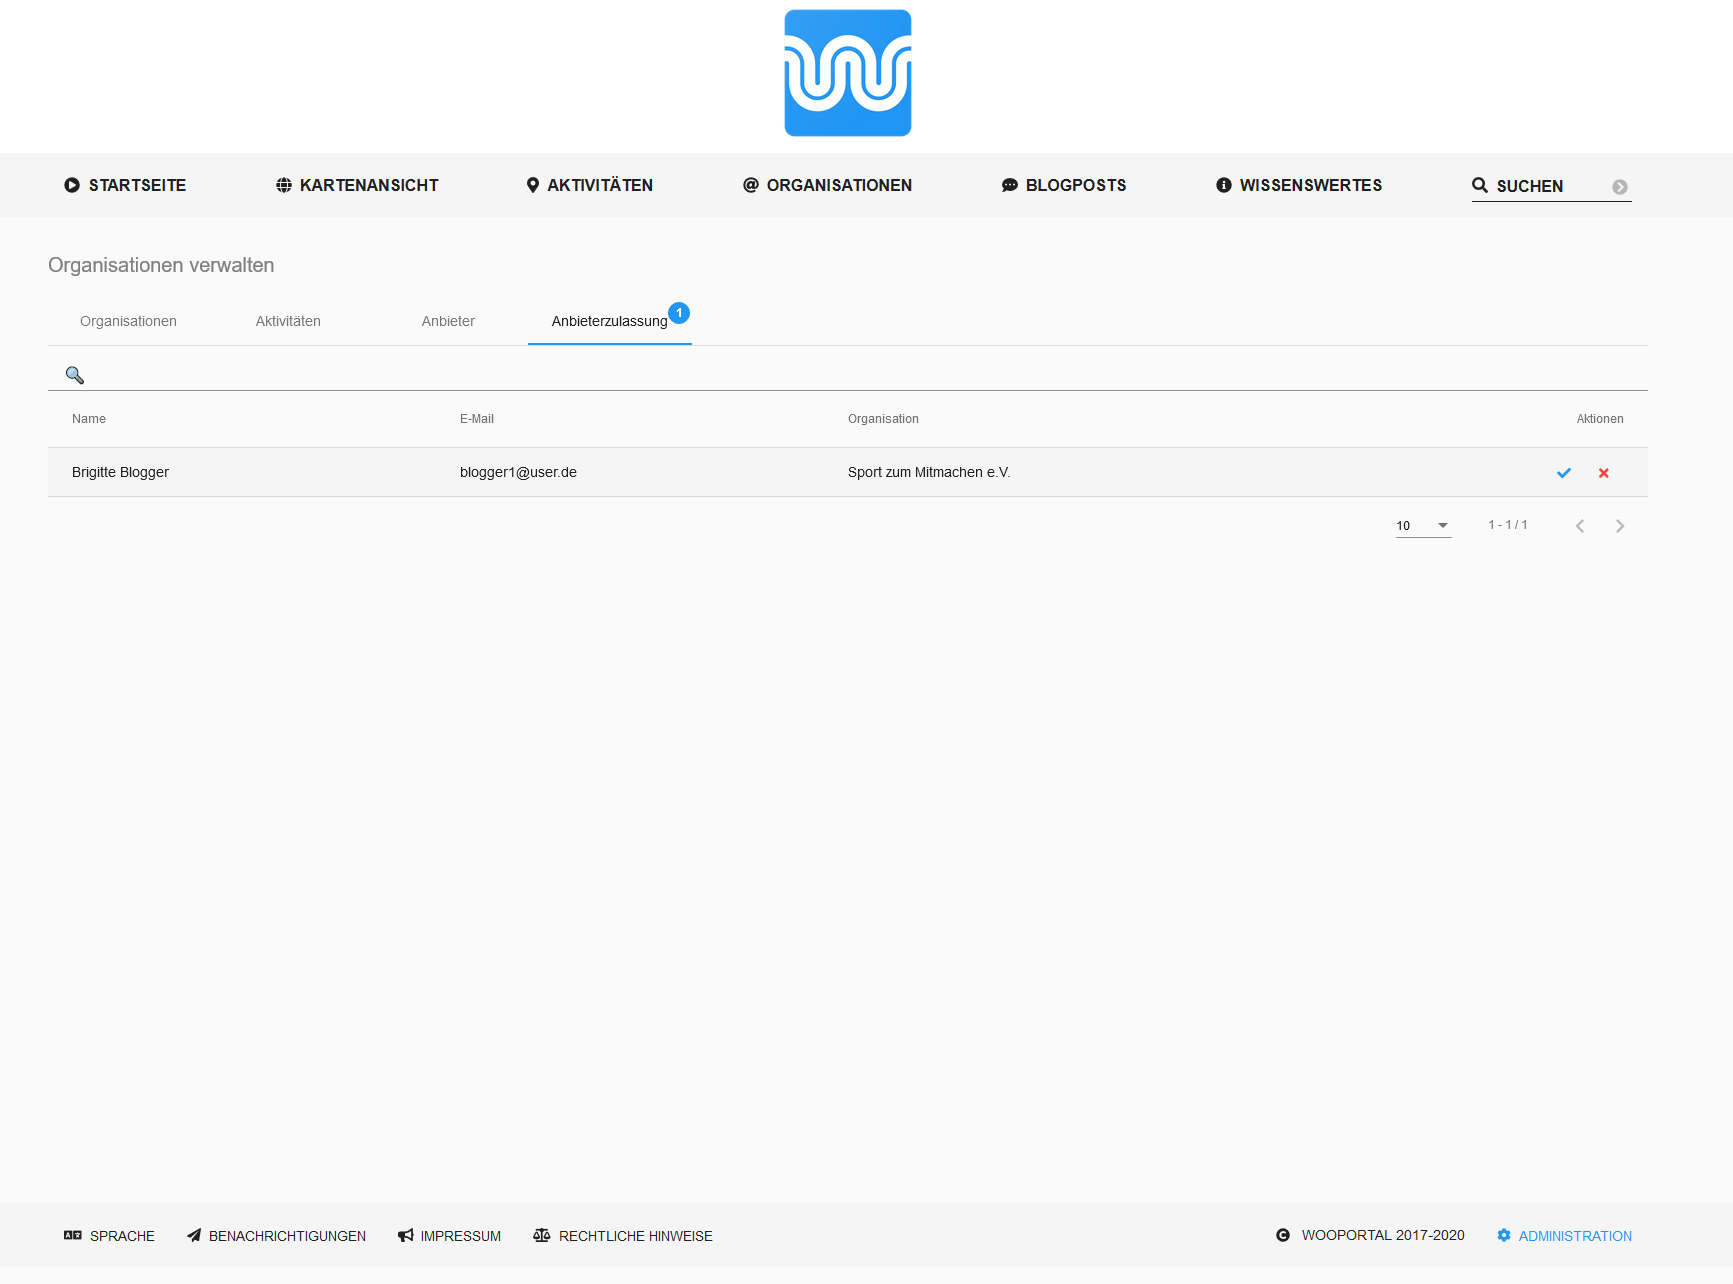 STARTSEITE KARTENANSICHT AKTIVITÄTEN ORGANISATIONEN BLOGPOSTS WISSENSWERTES SUCHEN
Organisationen verwalten
Organisationen Aktivitäten Anbieter Anbieterzulassung 1
Name E-Mail Organisation Aktionen
Brigitte Blogger blogger1@user.de Sport zum Mitmachen e.V.
10 1 - 1 / 1
SPRACHE BENACHRICHTIGUNGEN IMPRESSUM RECHTLICHE HINWEISE WOOPORTAL 2017-2020 ADMINISTRATION